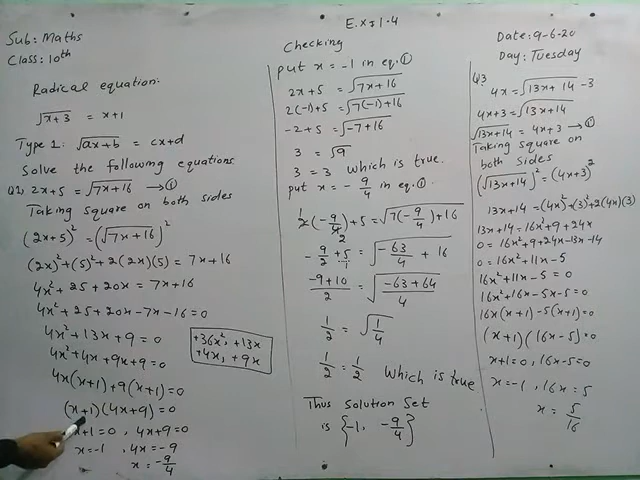 Sub: Maths
Class: 10th
Radical equation:
√(x+3) = x+1
Type 1: √(ax+b) = cx+d
Solve the following equations
Q2) 2x+5 = √(7x+16) → ①
Taking square on both sides
(2x+5)² = (√(7x+16))²
(2x)²+(5)²+2(2x)(5) = 7x+16
4x²+25+20x = 7x+16
4x²+25+20x-7x-16=0
4x²+13x+9=0
4x²+4x+9x+9=0
+36x², +13x
+4x, +9x
4x(x+1)+9(x+1)=0
(x+1)(4x+9)=0
x+1=0, 4x+9=0
x=-1, 4x=-9
x=-9/4
Ex: 1.4
Checking
put x = -1 in eq. ①
2x+5 = √(7x+16)
2(-1)+5 = √(7(-1)+16)
-2+5 = √(-7+16)
3 = √9
3 = 3 which is true.
put x = -9/4 in eq. ①
2(-9/4)+5 = √(7(-9/4)+16)
2
-9/2+5 = √(-63/4 + 16)
(-9+10)/2 = √((-63+64)/4)
1/2 = √(1/4)
1/2 = 1/2 Which is true
Thus Solution Set
is {-1, -9/4}
Date: 9-6-20
Day: Tuesday
Q3 4x = √(13x+14) -3
4x+3 = √(13x+14)
√(13x+14) = 4x+3 → ①
Taking square on
both sides
(√(13x+14))² = (4x+3)²
13x+14 = (4x)²+(3)²+2(4x)(3)
13x+14 = 16x²+9+24x
0 = 16x²+9+24x-13x-14
0 = 16x²+11x-5
16x²+11x-5=0
16x²+16x-5x-5=0
16x(x+1)-5(x+1)=0
(x+1)(16x-5)=0
x+1=0, 16x-5=0
x=-1, 16x=5
x = 5/16